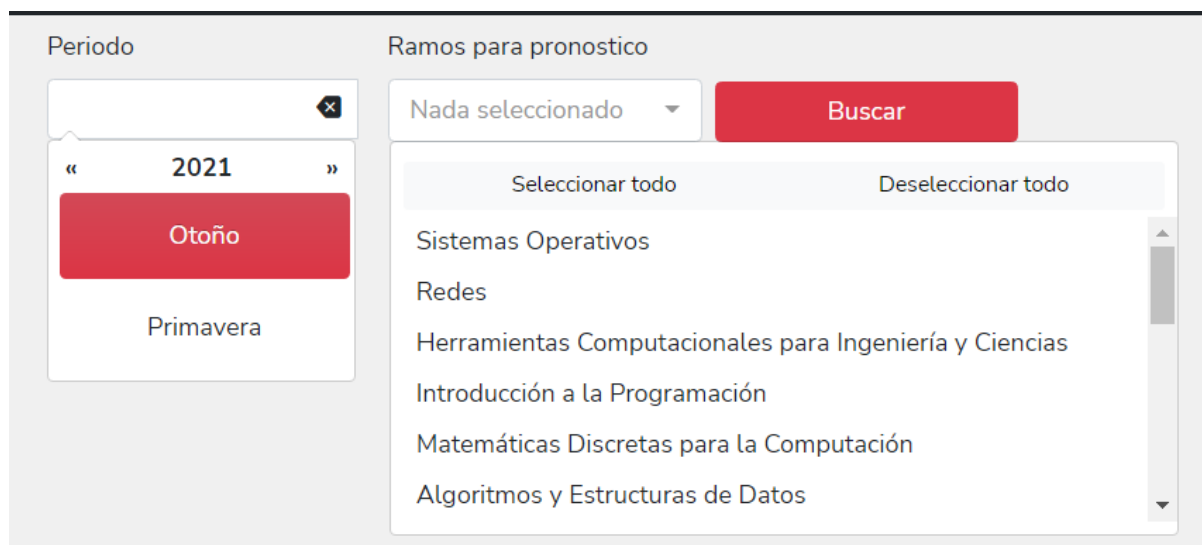 Periodo
Ramos para pronostico
Nada seleccionado
Buscar
« 2021 »
Otoño
Primavera
Seleccionar todo
Deseleccionar todo
Sistemas Operativos
Redes
Herramientas Computacionales para Ingeniería y Ciencias
Introducción a la Programación
Matemáticas Discretas para la Computación
Algoritmos y Estructuras de Datos